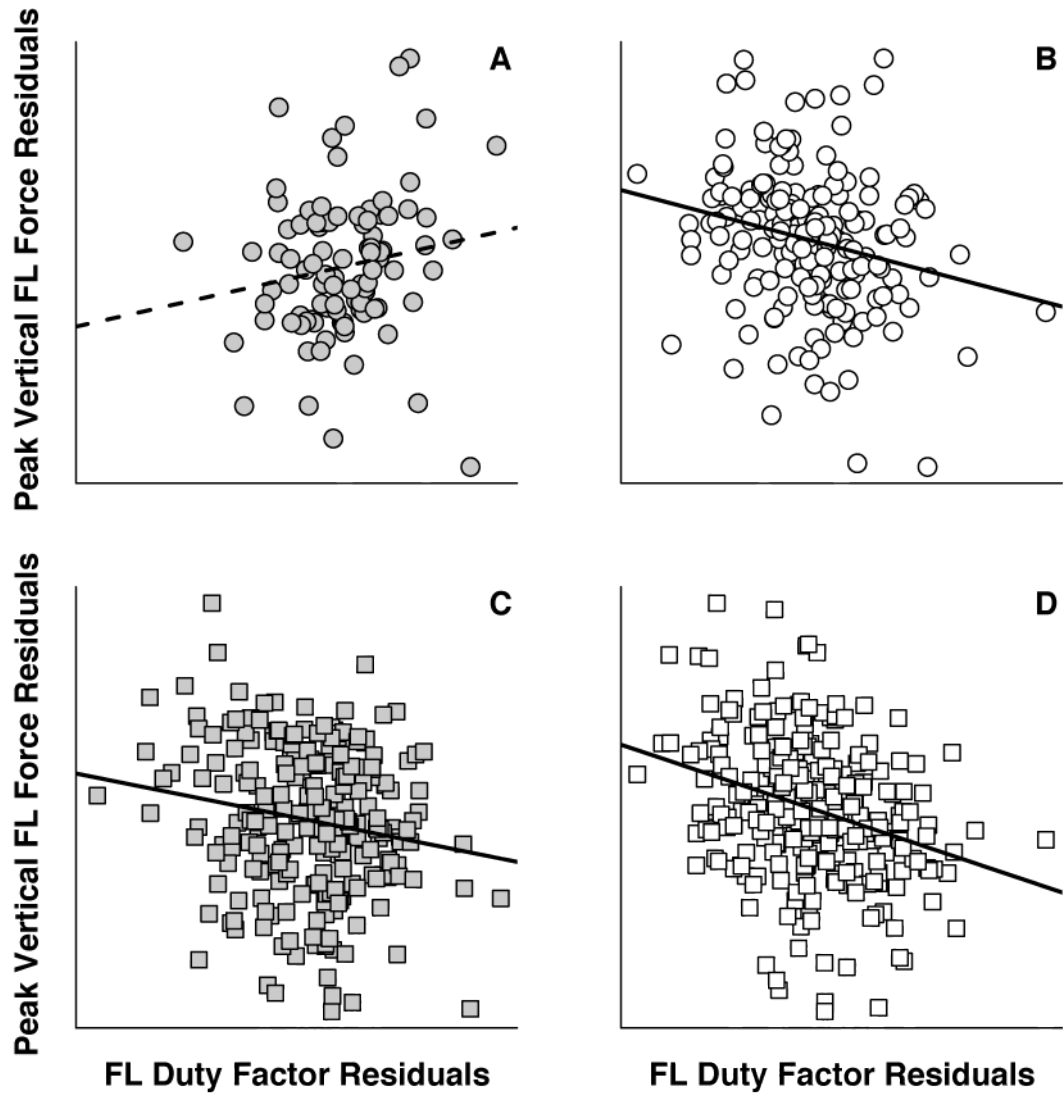 Peak Vertical FL Force Residuals
A
B
Peak Vertical FL Force Residuals
C
D
FL Duty Factor Residuals
FL Duty Factor Residuals